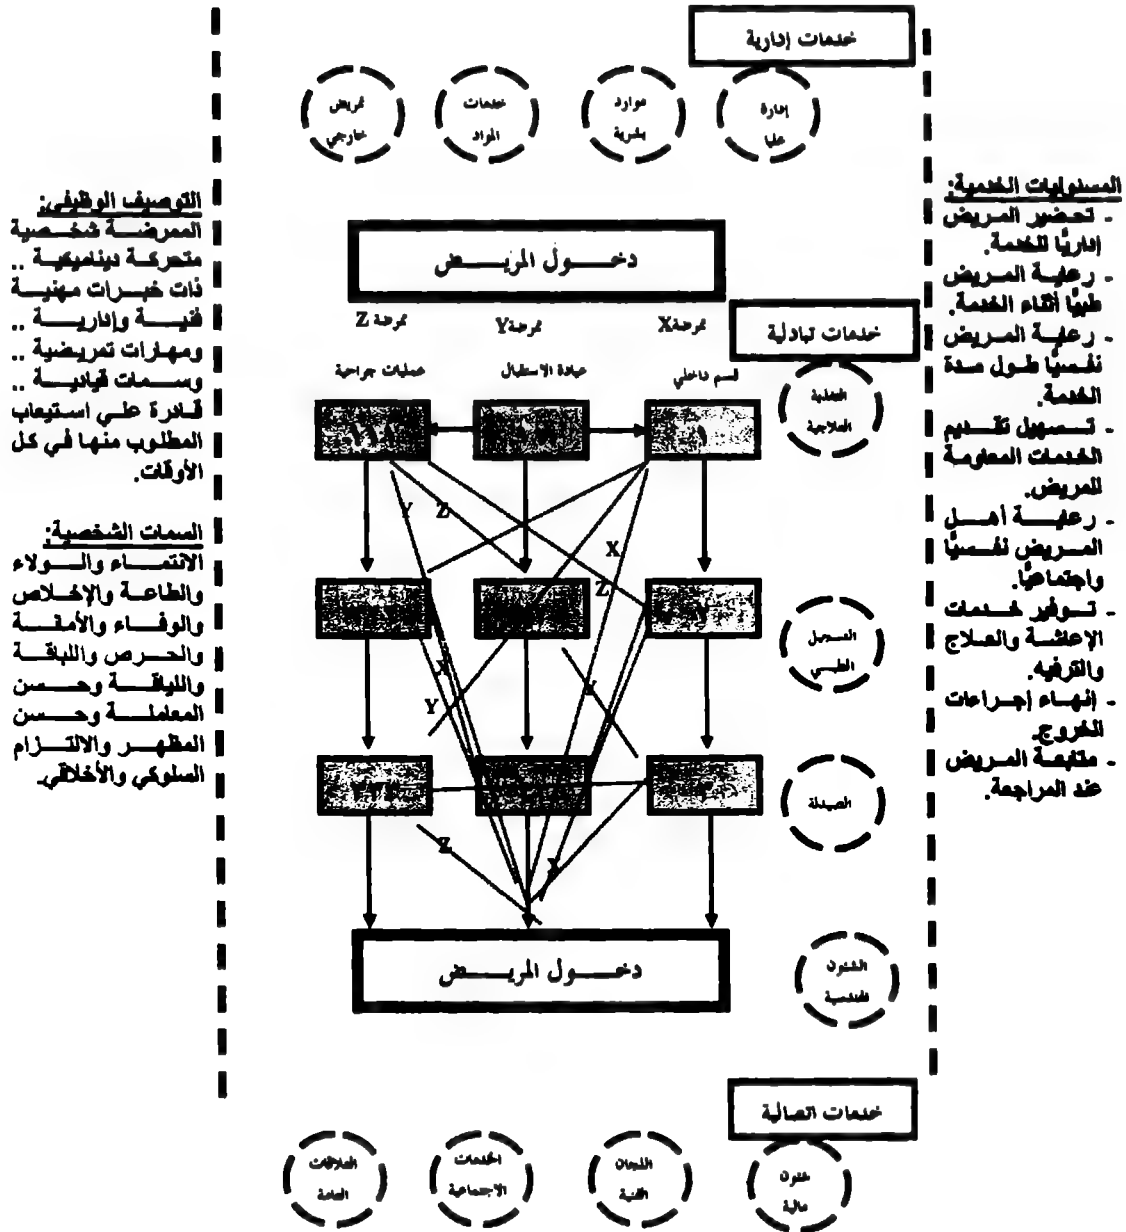 خدمات إدارية
إدارة
عليا
موارد
بشرية
خدمات
المواد
تمريض
خارجي
المسئوليات الخدمية:
- تحضير المريض
إداريًا للخدمة.
- رعاية المريض
طبيًا أثناء الخدمة.
- رعاية المريض
نفسيًا طول مدة
الخدمة.
- تسهيل تقديم
الخدمات المعاونة
للمريض.
- رعاية أهل
المريض نفسيًا
واجتماعيًا.
- توفير خدمات
الإعاشة والعلاج
والترفيه.
- إنهاء إجراءات
الخروج.
- متابعة المريض
عند المراجعة.
دخول المريض
خدمات تبادلية
ممرضة X
ممرضة Y
ممرضة Z
قسم داخلي
عيادة الاستقبال
عمليات جراحية
التغذية
العلاجية
١
١١١
Y
Z
X
Z
السجل
الطبي
X
Y
Y
الصيدلة
Z
X
دخول المريض
الشئون
الهندسية
خدمات اتصالية
شئون
مالية
اللجان
الفنية
الخدمات
الاجتماعية
العلاقات
العامة
التوصيف الوظيفي:
الممرضة شخصية
متحركة ديناميكية ..
ذات خبرات مهنية
فنية وإدارية ..
ومهارات تمريضية ..
وسمات قيادية ..
قادرة على استيعاب
المطلوب منها في كل
الأوقات.
السمات الشخصية:
الانتماء والولاء
والطاعة والإخلاص
والوفاء والأمانة
والحرص واللباقة
واللياقة وحسن
المعاملة وحسن
المظهر والالتزام
السلوكي والأخلاقي.